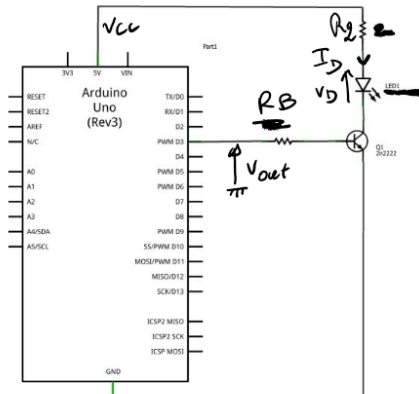 Vcc
R2
Part1
3V3
5V
VIN
ID
VD
LED1
Arduino
Uno
(Rev3)
RESET
RESET2
AREF
N/C
A0
A1
A2
A3
A4/SDA
A5/SCL
TX/D0
RX/D1
D2
PWM D3
D4
PWM D5
PWM D6
D7
D8
PWM D9
SS/PWM D10
MOSI/PWM D11
MISO/D12
SCK/D13
ICSP2 MISO
ICSP2 SCK
ICSP MOSI
GND
RB
Vout
Q1
2n2222